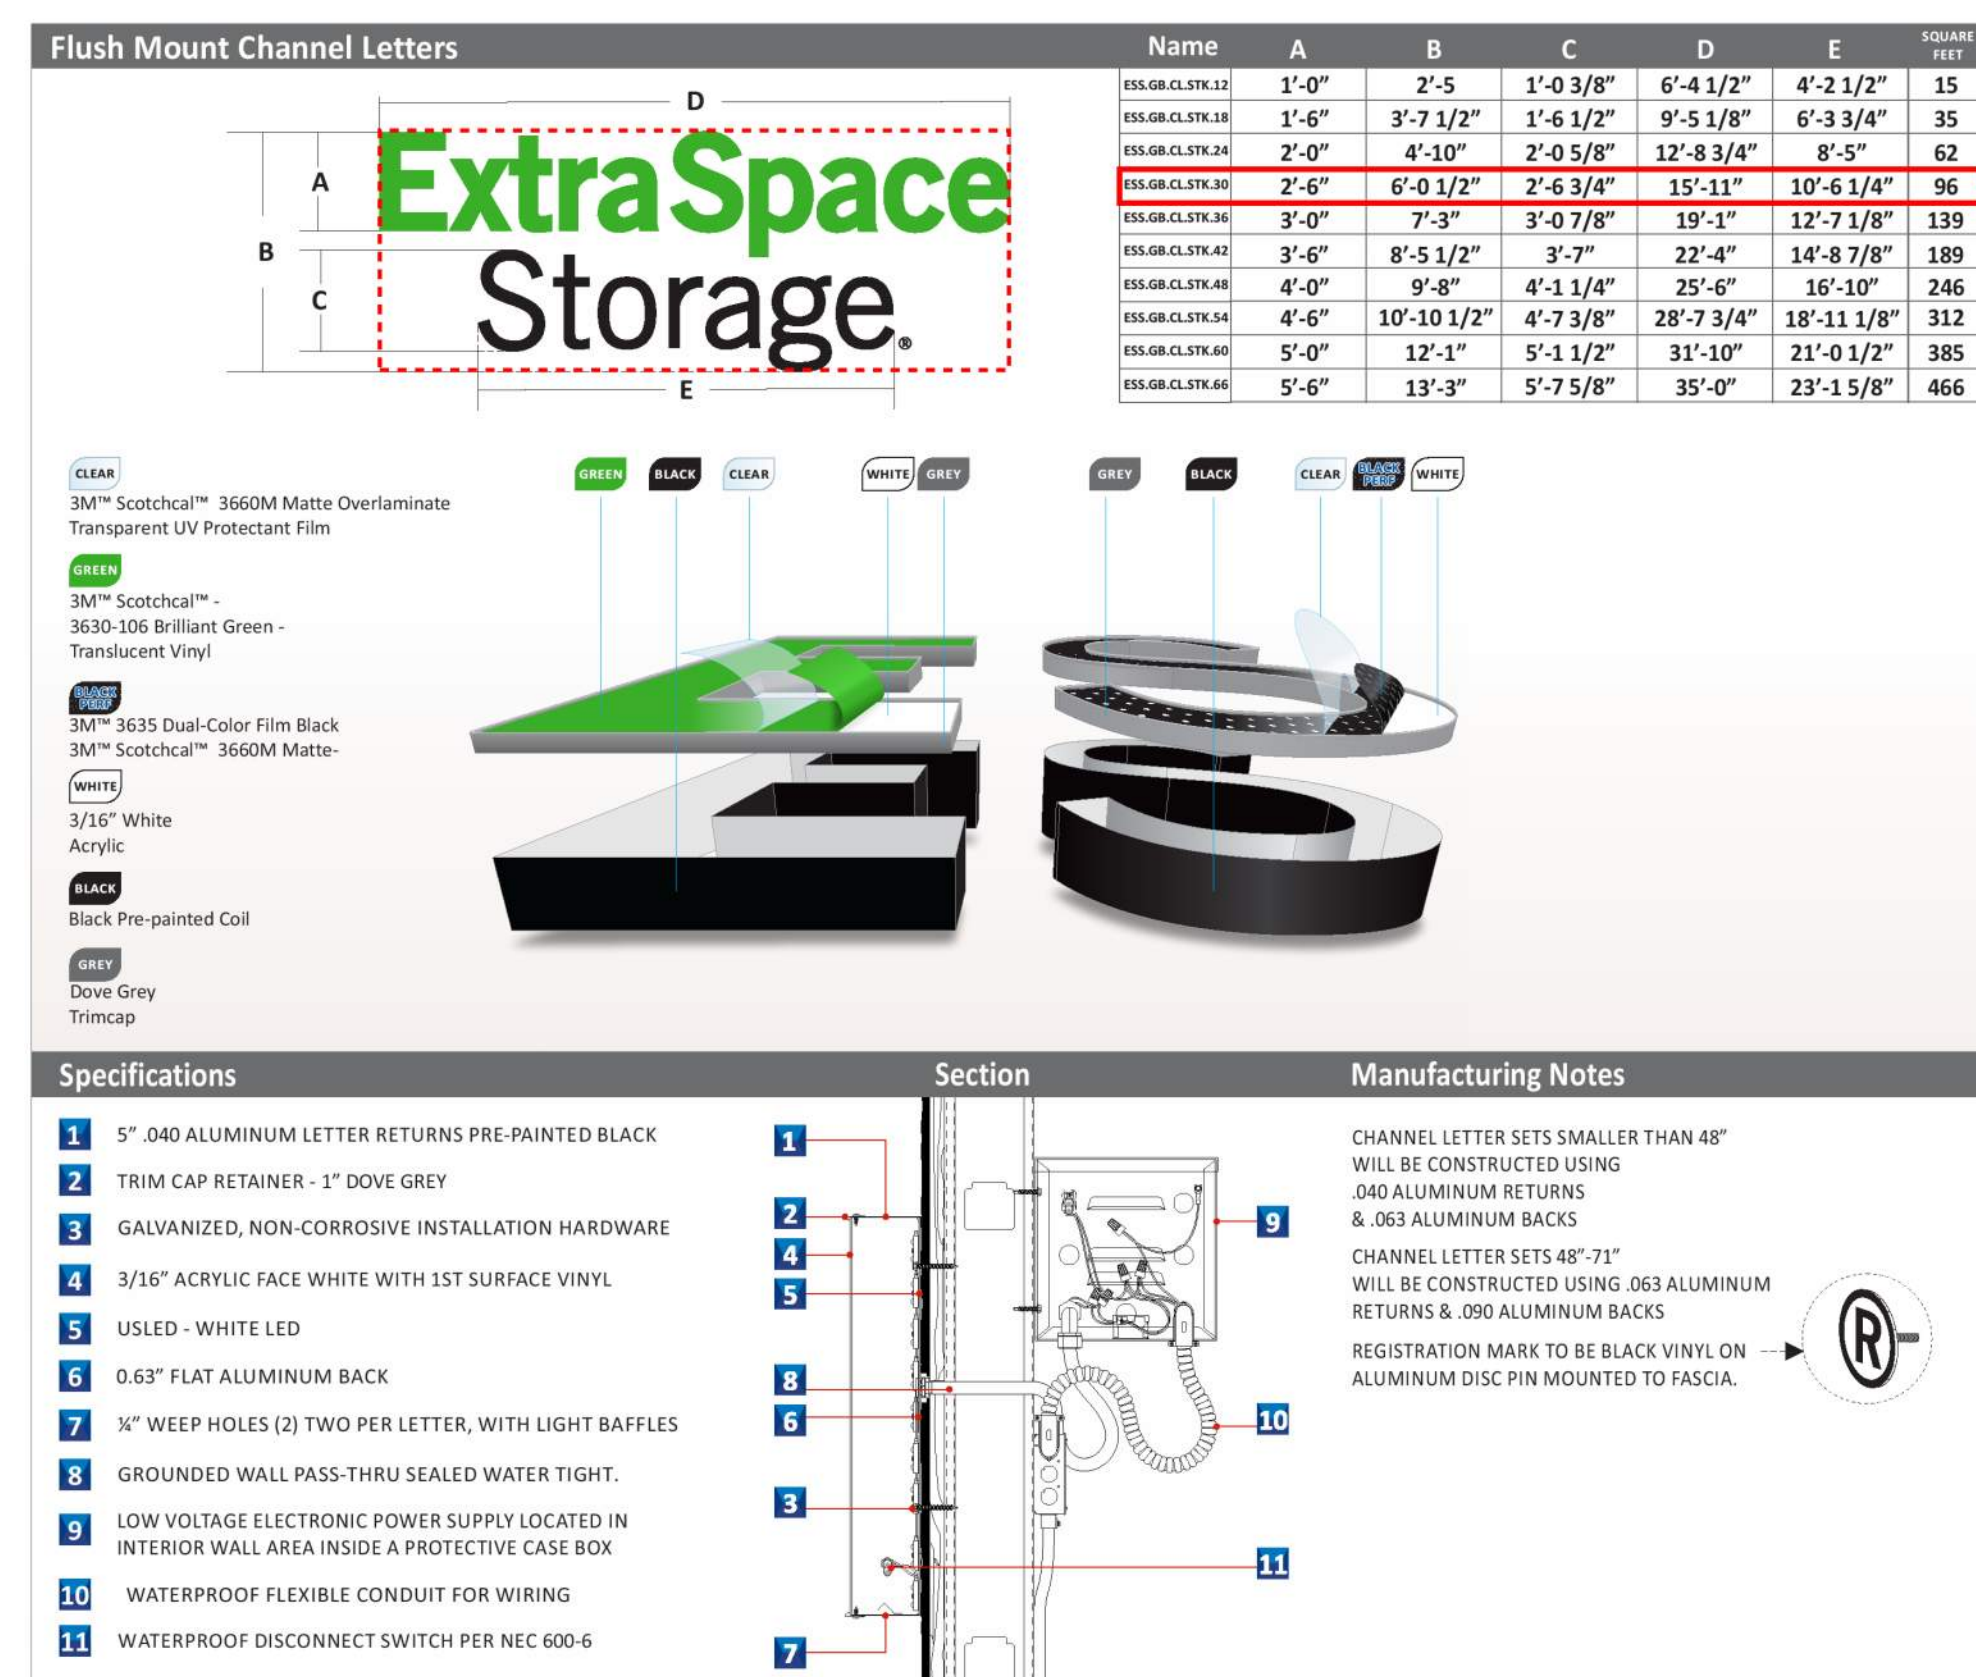 Flush Mount Channel Letters
Name A B C D E SQUARE FEET
ESS.GB.CL.STK.12 1’-0” 2’-5 1’-0 3/8” 6’-4 1/2” 4’-2 1/2” 15
ESS.GB.CL.STK.18 1’-6” 3’-7 1/2” 1’-6 1/2” 9’-5 1/8” 6’-3 3/4” 35
ESS.GB.CL.STK.24 2’-0” 4’-10” 2’-0 5/8” 12’-8 3/4” 8’-5” 62
ESS.GB.CL.STK.30 2’-6” 6’-0 1/2” 2’-6 3/4” 15’-11” 10’-6 1/4” 96
ESS.GB.CL.STK.36 3’-0” 7’-3” 3’-0 7/8” 19’-1” 12’-7 1/8” 139
ESS.GB.CL.STK.42 3’-6” 8’-5 1/2” 3’-7” 22’-4” 14’-8 7/8” 189
ESS.GB.CL.STK.48 4’-0” 9’-8” 4’-1 1/4” 25’-6” 16’-10” 246
ESS.GB.CL.STK.54 4’-6” 10’-10 1/2” 4’-7 3/8” 28’-7 3/4” 18’-11 1/8” 312
ESS.GB.CL.STK.60 5’-0” 12’-1” 5’-1 1/2” 31’-10” 21’-0 1/2” 385
ESS.GB.CL.STK.66 5’-6” 13’-3” 5’-7 5/8” 35’-0” 23’-1 5/8” 466
D
A
B
C
E
ExtraSpace
Storage®
CLEAR
3M™ Scotchcal™ 3660M Matte Overlaminate
Transparent UV Protectant Film
GREEN
3M™ Scotchcal™ -
3630-106 Brilliant Green -
Translucent Vinyl
BLACK
PERF
3M™ 3635 Dual-Color Film Black
3M™ Scotchcal™ 3660M Matte-
WHITE
3/16” White
Acrylic
BLACK
Black Pre-painted Coil
GREY
Dove Grey
Trimcap
GREEN BLACK CLEAR WHITE GREY
GREY BLACK CLEAR BLACK PERF WHITE
Specifications
1 5” .040 ALUMINUM LETTER RETURNS PRE-PAINTED BLACK
2 TRIM CAP RETAINER - 1” DOVE GREY
3 GALVANIZED, NON-CORROSIVE INSTALLATION HARDWARE
4 3/16” ACRYLIC FACE WHITE WITH 1ST SURFACE VINYL
5 USLED - WHITE LED
6 0.63” FLAT ALUMINUM BACK
7 ¼” WEEP HOLES (2) TWO PER LETTER, WITH LIGHT BAFFLES
8 GROUNDED WALL PASS-THRU SEALED WATER TIGHT.
9 LOW VOLTAGE ELECTRONIC POWER SUPPLY LOCATED IN
INTERIOR WALL AREA INSIDE A PROTECTIVE CASE BOX
10 WATERPROOF FLEXIBLE CONDUIT FOR WIRING
11 WATERPROOF DISCONNECT SWITCH PER NEC 600-6
Section
1
2
4
5
8
6
3
7
9
10
11
Manufacturing Notes
CHANNEL LETTER SETS SMALLER THAN 48”
WILL BE CONSTRUCTED USING
.040 ALUMINUM RETURNS
& .063 ALUMINUM BACKS
CHANNEL LETTER SETS 48”-71”
WILL BE CONSTRUCTED USING .063 ALUMINUM
RETURNS & .090 ALUMINUM BACKS
REGISTRATION MARK TO BE BLACK VINYL ON
ALUMINUM DISC PIN MOUNTED TO FASCIA.
R